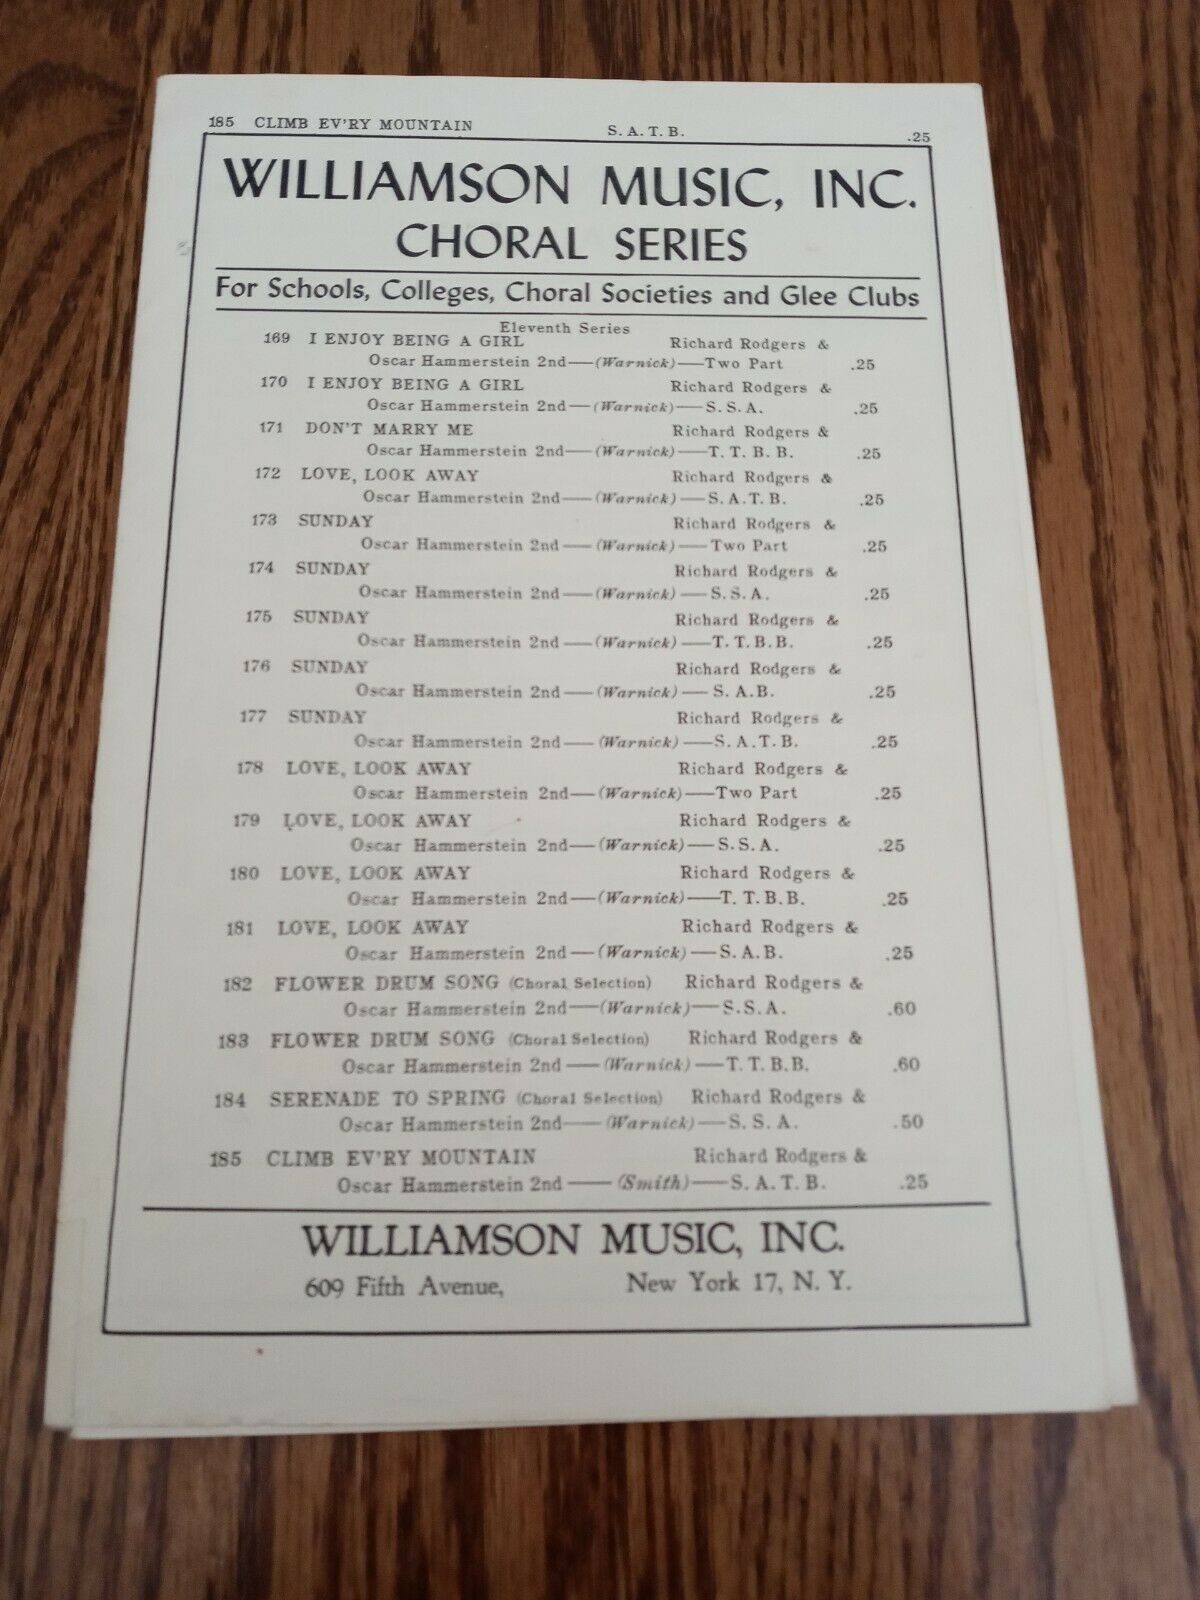 185 CLIMB EV'RY MOUNTAIN S. A. T. B. .25
WILLIAMSON MUSIC, INC.
CHORAL SERIES
For Schools, Colleges, Choral Societies and Glee Clubs
Eleventh Series
169 I ENJOY BEING A GIRL Richard Rodgers &
Oscar Hammerstein 2nd—(Warnick)—Two Part .25
170 I ENJOY BEING A GIRL Richard Rodgers &
Oscar Hammerstein 2nd—(Warnick)—S. S. A. .25
171 DON'T MARRY ME Richard Rodgers &
Oscar Hammerstein 2nd—(Warnick)—T. T. B. B. .25
172 LOVE, LOOK AWAY Richard Rodgers &
Oscar Hammerstein 2nd—(Warnick)—S. A. T. B. .25
173 SUNDAY Richard Rodgers &
Oscar Hammerstein 2nd—(Warnick)—Two Part .25
174 SUNDAY Richard Rodgers &
Oscar Hammerstein 2nd—(Warnick)—S. S. A. .25
175 SUNDAY Richard Rodgers &
Oscar Hammerstein 2nd—(Warnick)—T. T. B. B. .25
176 SUNDAY Richard Rodgers &
Oscar Hammerstein 2nd—(Warnick)—S. A. B. .25
177 SUNDAY Richard Rodgers &
Oscar Hammerstein 2nd—(Warnick)—S. A. T. B. .25
178 LOVE, LOOK AWAY Richard Rodgers &
Oscar Hammerstein 2nd—(Warnick)—Two Part .25
179 LOVE, LOOK AWAY Richard Rodgers &
Oscar Hammerstein 2nd—(Warnick)—S. S. A. .25
180 LOVE, LOOK AWAY Richard Rodgers &
Oscar Hammerstein 2nd—(Warnick)—T. T. B. B. .25
181 LOVE, LOOK AWAY Richard Rodgers &
Oscar Hammerstein 2nd—(Warnick)—S. A. B. .25
182 FLOWER DRUM SONG (Choral Selection) Richard Rodgers &
Oscar Hammerstein 2nd—(Warnick)—S. S. A. .60
183 FLOWER DRUM SONG (Choral Selection) Richard Rodgers &
Oscar Hammerstein 2nd—(Warnick)—T. T. B. B. .60
184 SERENADE TO SPRING (Choral Selection) Richard Rodgers &
Oscar Hammerstein 2nd—(Warnick)—S. S. A. .50
185 CLIMB EV'RY MOUNTAIN Richard Rodgers &
Oscar Hammerstein 2nd—(Smith)—S. A. T. B. .25
WILLIAMSON MUSIC, INC.
609 Fifth Avenue, New York 17, N. Y.